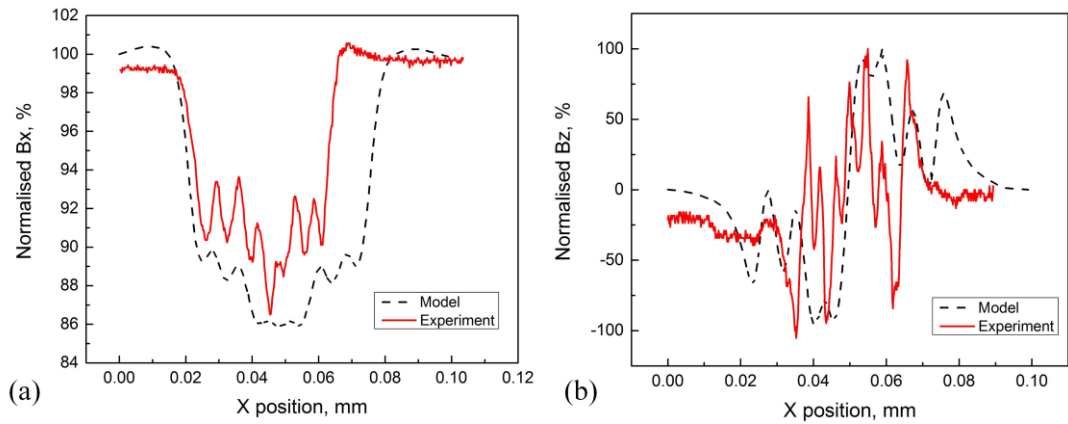 102
100
98
96
94
92
90
88
86
84
Normalised Bx, %
0.00 0.02 0.04 0.06 0.08 0.10 0.12
X position, mm
Model
Experiment
(a)
100
50
0
-50
-100
Normalised Bz, %
0.00 0.02 0.04 0.06 0.08 0.10
X position, mm
Model
Experiment
(b)